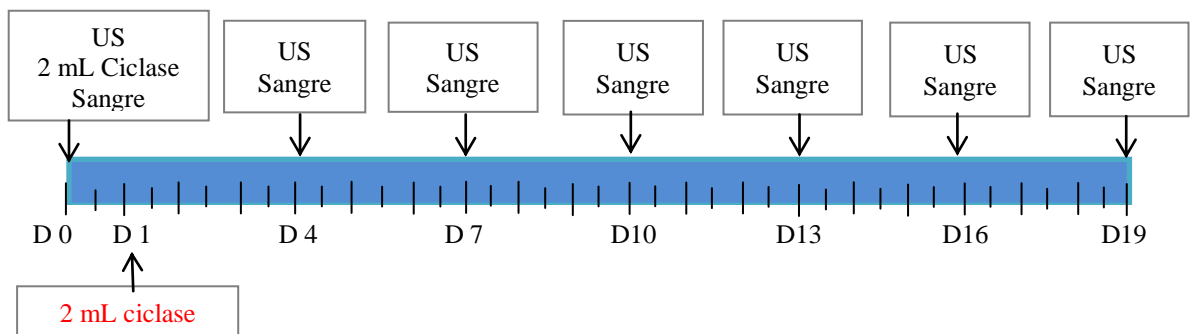 US
2 mL Ciclase
Sangre
US
Sangre
US
Sangre
US
Sangre
US
Sangre
US
Sangre
US
Sangre
D 0
D 1
D 4
D 7
D10
D13
D16
D19
2 mL ciclase